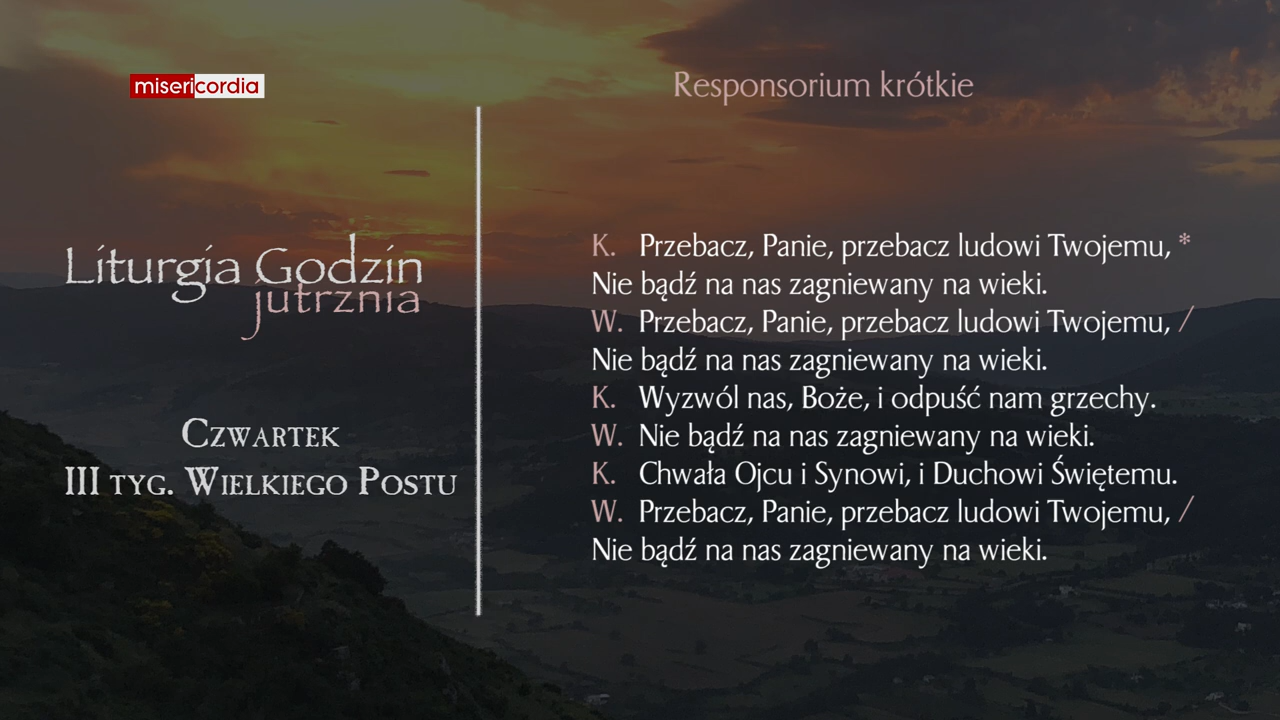 misericordia
Liturgia Godzin
jutrznia
Czwartek
III tyg. Wielkiego Postu
Responsorium krótkie
K. Przebacz, Panie, przebacz ludowi Twojemu, *
Nie bądź na nas zagniewany na wieki.
W. Przebacz, Panie, przebacz ludowi Twojemu, /
Nie bądź na nas zagniewany na wieki.
K. Wyzwól nas, Boże, i odpuść nam grzechy.
W. Nie bądź na nas zagniewany na wieki.
K. Chwała Ojcu i Synowi, i Duchowi Świętemu.
W. Przebacz, Panie, przebacz ludowi Twojemu, /
Nie bądź na nas zagniewany na wieki.